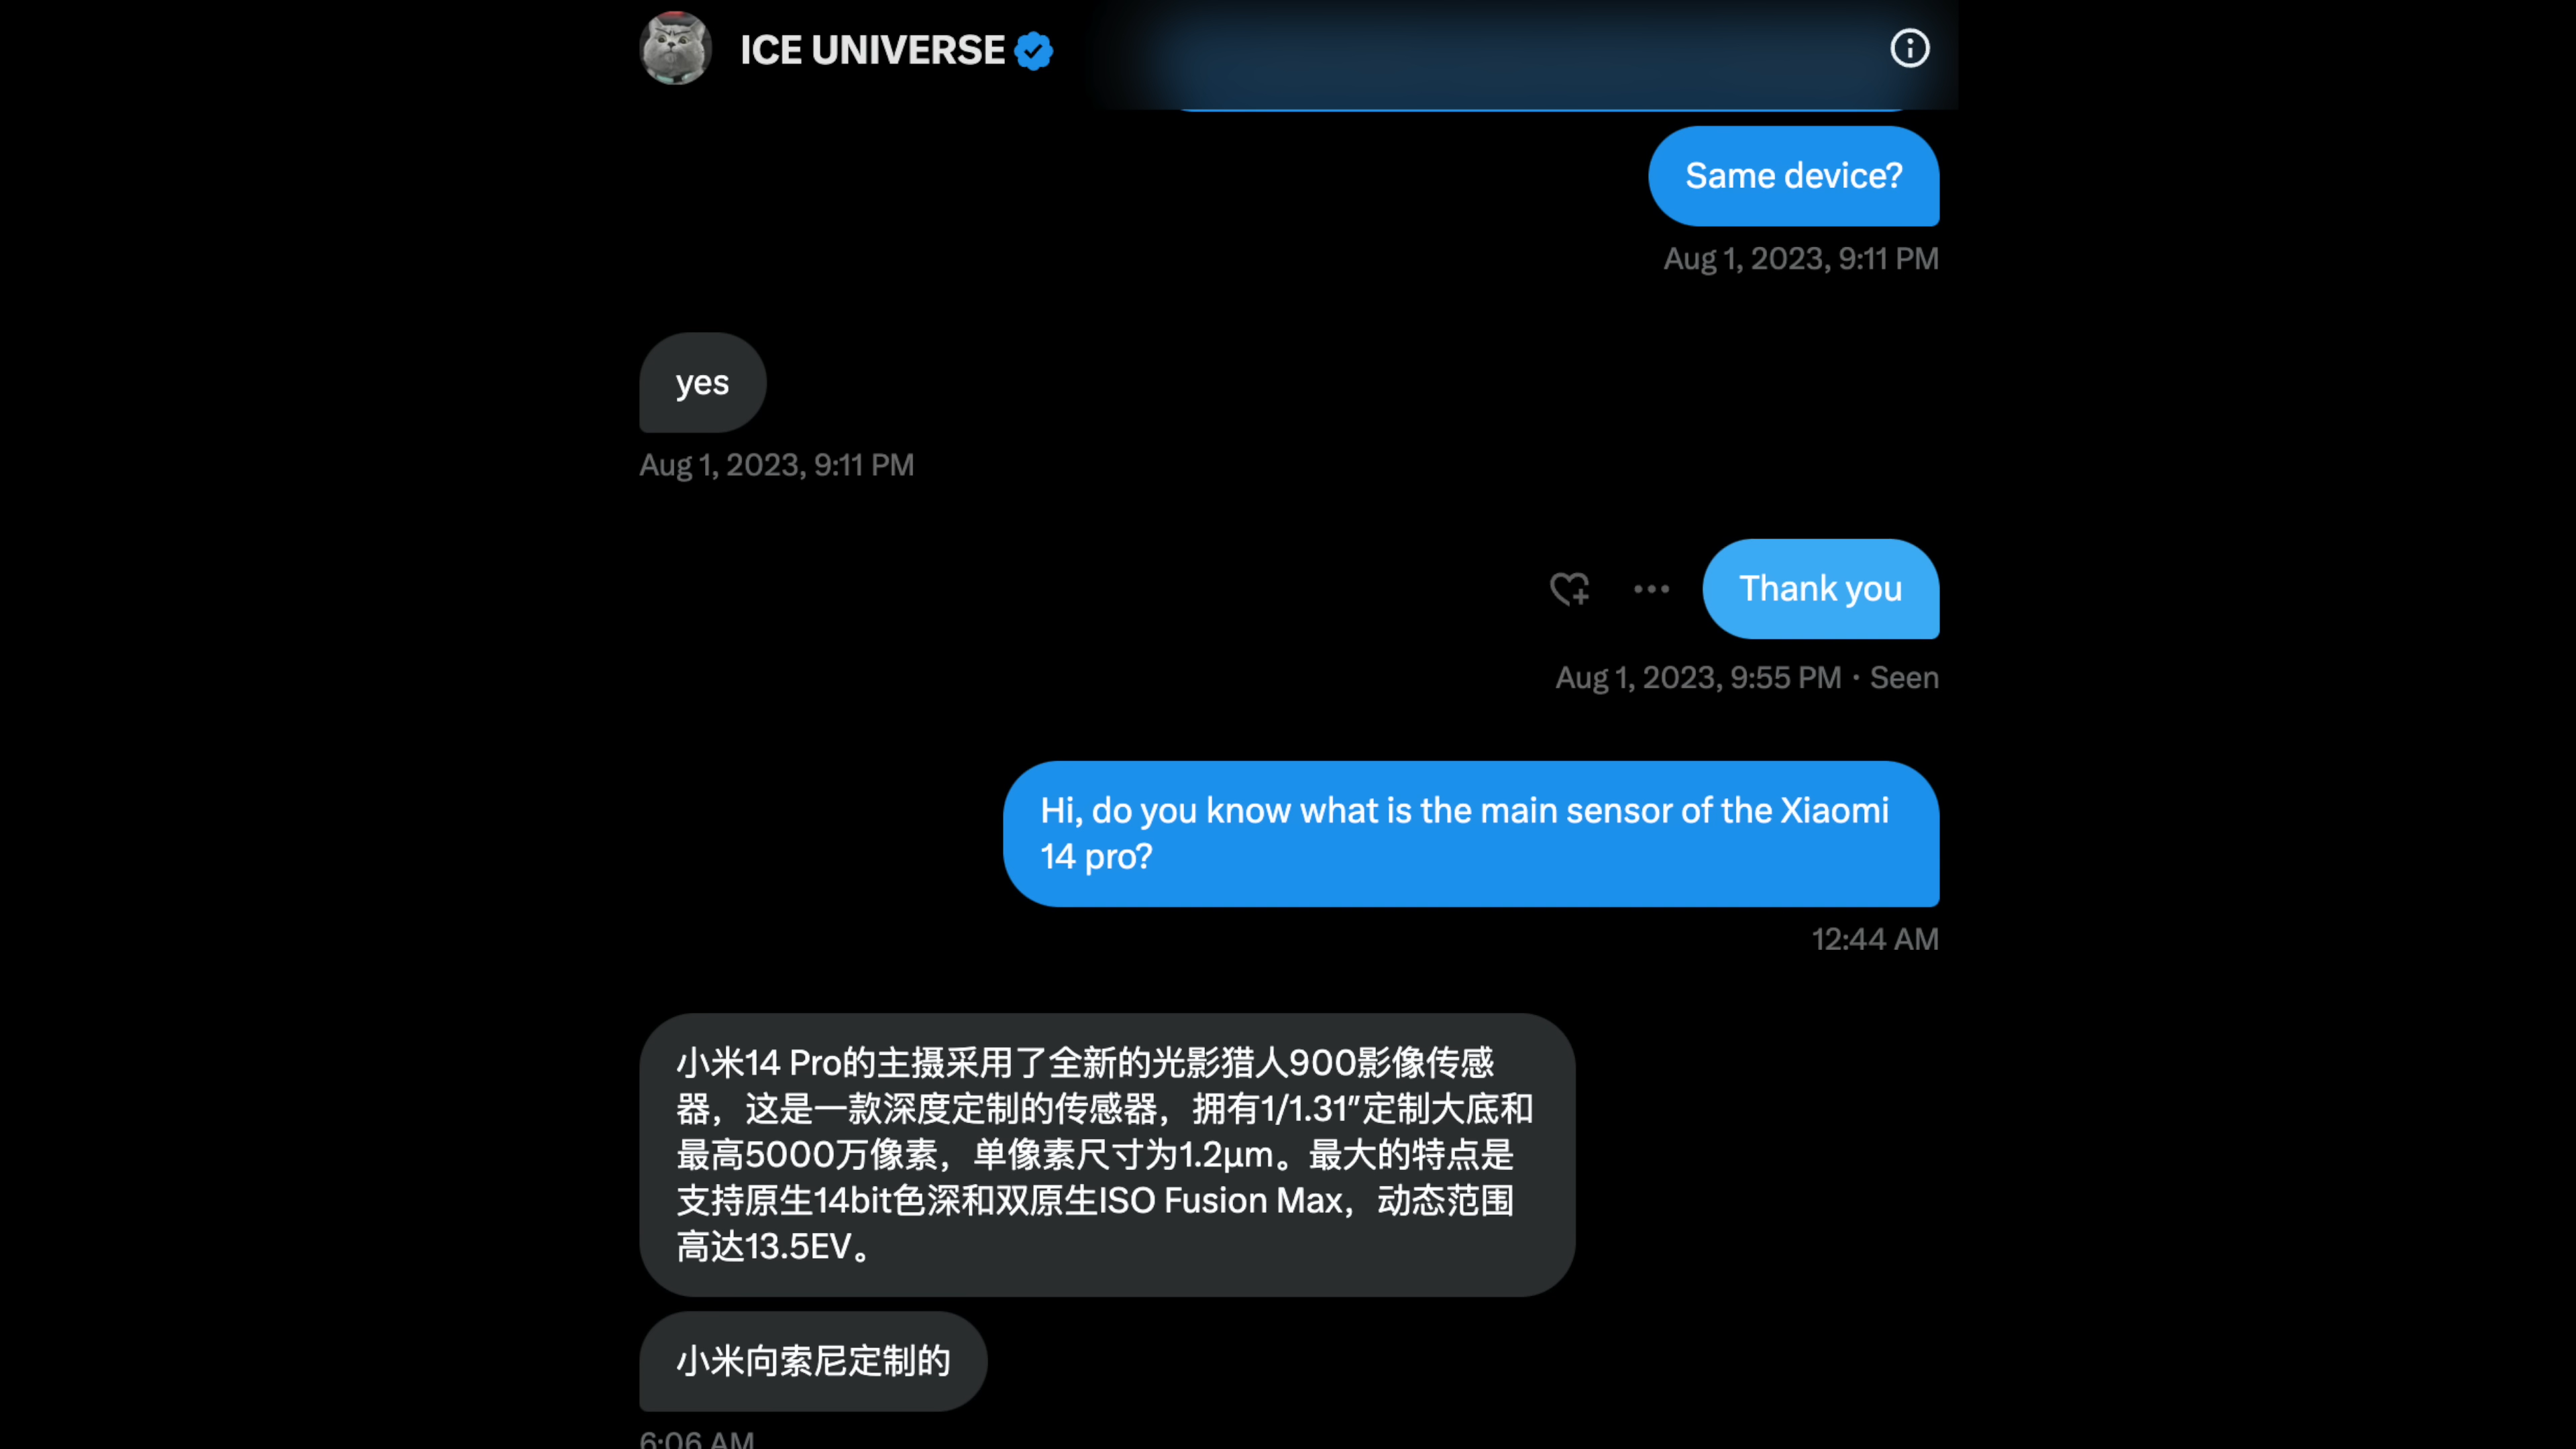 ICE UNIVERSE
Same device?
Aug 1, 2023, 9:11 PM
yes
Aug 1, 2023, 9:11 PM
Thank you
Aug 1, 2023, 9:55 PM · Seen
Hi, do you know what is the main sensor of the Xiaomi
14 pro?
12:44 AM
小米14 Pro的主摄采用了全新的光影猎人900影像传感
器，这是一款深度定制的传感器，拥有1/1.31″定制大底和
最高5000万像素，单像素尺寸为1.2μm。最大的特点是
支持原生14bit色深和双原生ISO Fusion Max，动态范围
高达13.5EV。
小米向索尼定制的
6:06 AM